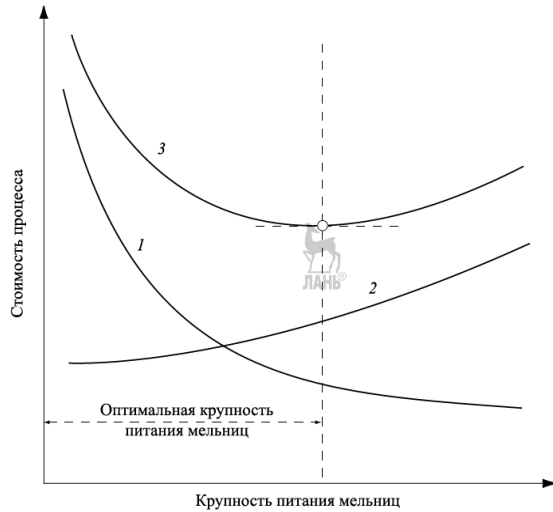 Стоимость процесса
3
1
ЛАНЬ®
2
Оптимальная крупность
питания мельниц
Крупность питания мельниц